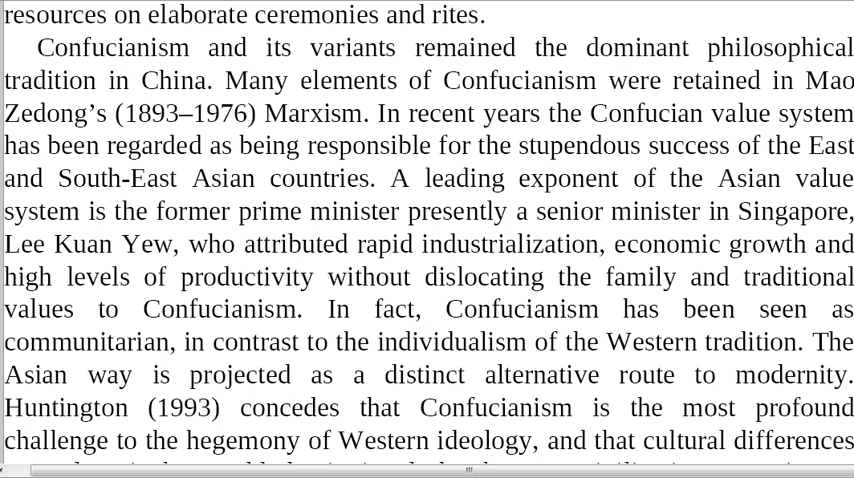 resources on elaborate ceremonies and rites.
Confucianism and its variants remained the dominant philosophical
tradition in China. Many elements of Confucianism were retained in Mao
Zedong’s (1893–1976) Marxism. In recent years the Confucian value system
has been regarded as being responsible for the stupendous success of the East
and South-East Asian countries. A leading exponent of the Asian value
system is the former prime minister presently a senior minister in Singapore,
Lee Kuan Yew, who attributed rapid industrialization, economic growth and
high levels of productivity without dislocating the family and traditional
values to Confucianism. In fact, Confucianism has been seen as
communitarian, in contrast to the individualism of the Western tradition. The
Asian way is projected as a distinct alternative route to modernity.
Huntington (1993) concedes that Confucianism is the most profound
challenge to the hegemony of Western ideology, and that cultural differences